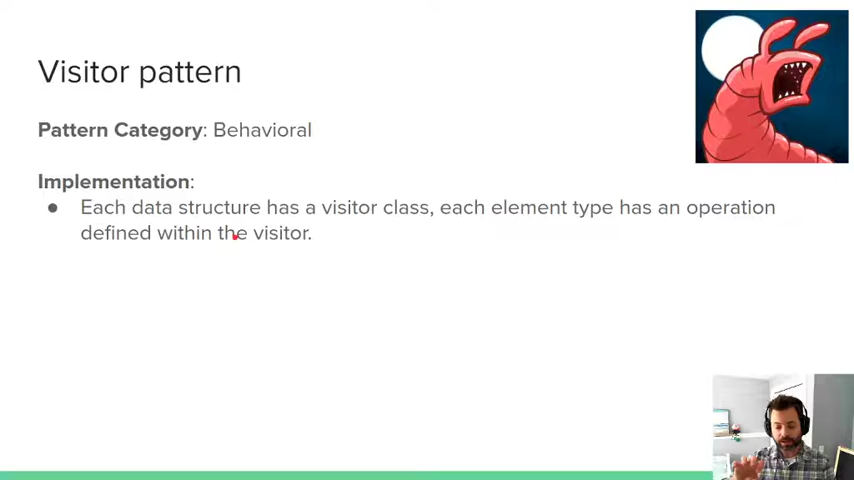 Visitor pattern
Pattern Category: Behavioral
Implementation:
● Each data structure has a visitor class, each element type has an operation
defined within the visitor.